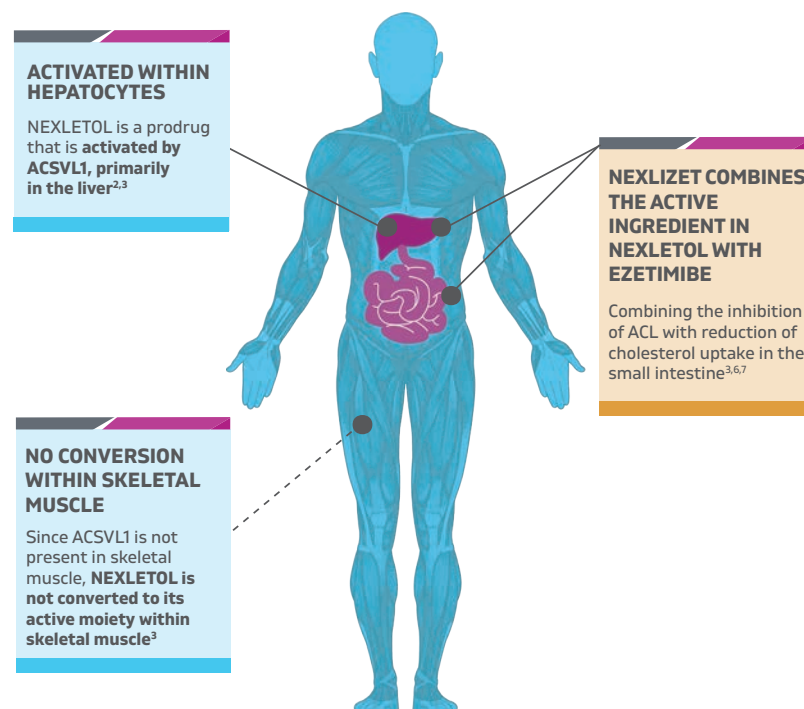 ACTIVATED WITHIN
HEPATOCYTES
NEXLETOL is a prodrug
that is activated by
ACSVL1, primarily
in the liver2,3
NEXLIZET COMBINES
THE ACTIVE
INGREDIENT IN
NEXLETOL WITH
EZETIMIBE
Combining the inhibition
of ACL with reduction of
cholesterol uptake in the
small intestine3,6,7
NO CONVERSION
WITHIN SKELETAL
MUSCLE
Since ACSVL1 is not
present in skeletal
muscle, NEXLETOL is
not converted to its
active moiety within
skeletal muscle3